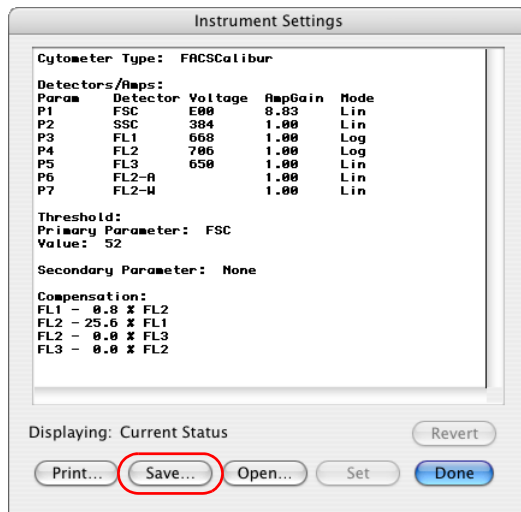 Instrument Settings
Cytometer Type: FACSCalibur
Detectors/Amps:
Param Detector Voltage AmpGain Mode
P1 FSC E00 8.83 Lin
P2 SSC 384 1.00 Lin
P3 FL1 668 1.00 Log
P4 FL2 706 1.00 Log
P5 FL3 650 1.00 Lin
P6 FL2-A 1.00 Lin
P7 FL2-W 1.00 Lin
Threshold:
Primary Parameter: FSC
Value: 52
Secondary Parameter: None
Compensation:
FL1 - 0.8 % FL2
FL2 - 25.6 % FL1
FL2 - 0.0 % FL3
FL3 - 0.0 % FL2
Displaying: Current Status
Revert
Print... Save... Open... Set Done